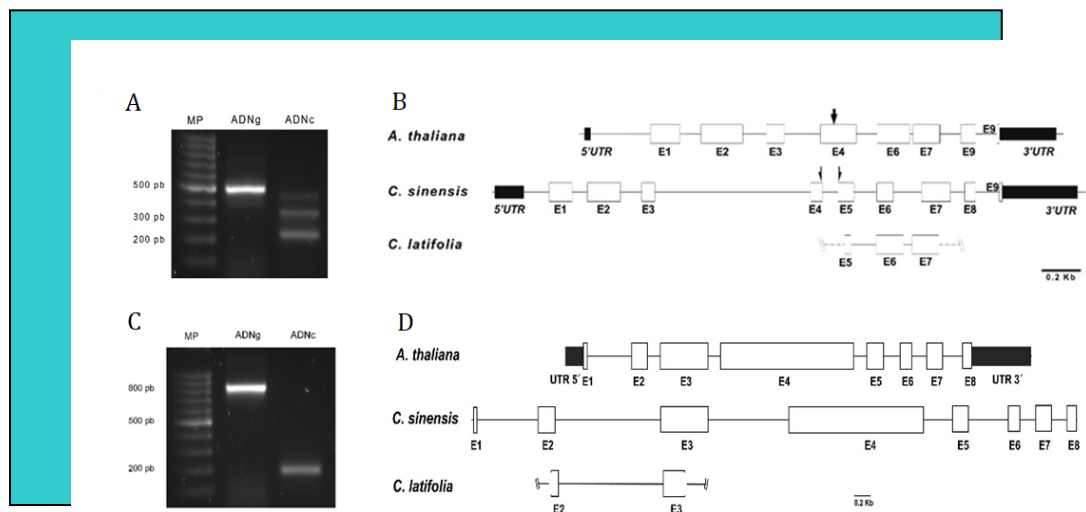 A
MP ADNg ADNc
500 pb
300 pb
200 pb
B
A. thaliana
5'UTR E1 E2 E3 E4 E6 E7 E9 E9 3'UTR
C. sinensis
5'UTR E1 E2 E3 E4 E5 E6 E7 E8 E9 3'UTR
C. latifolia
E5 E6 E7
0.2 Kb
C
MP ADNg ADNc
800 pb
500 pb
200 pb
D
A. thaliana
UTR 5´ E1 E2 E3 E4 E5 E6 E7 E8 UTR 3´
C. sinensis
E1 E2 E3 E4 E5 E6 E7 E8
C. latifolia
E2 E3
0.2 Kb